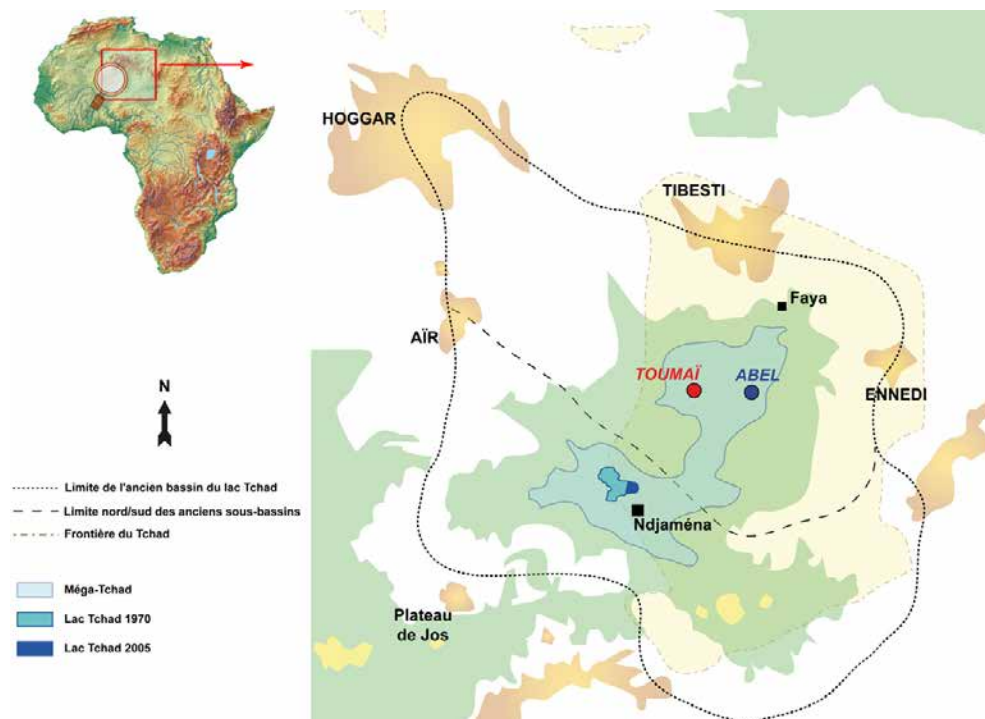 HOGGAR
TIBESTI
Faya
AÏR
TOUMAÏ
ABEL
ENNEDI
N
Limite de l'ancien bassin du lac Tchad
Limite nord/sud des anciens sous-bassins
Frontière du Tchad
Ndjaména
Méga-Tchad
Lac Tchad 1970
Lac Tchad 2005
Plateau
de Jos